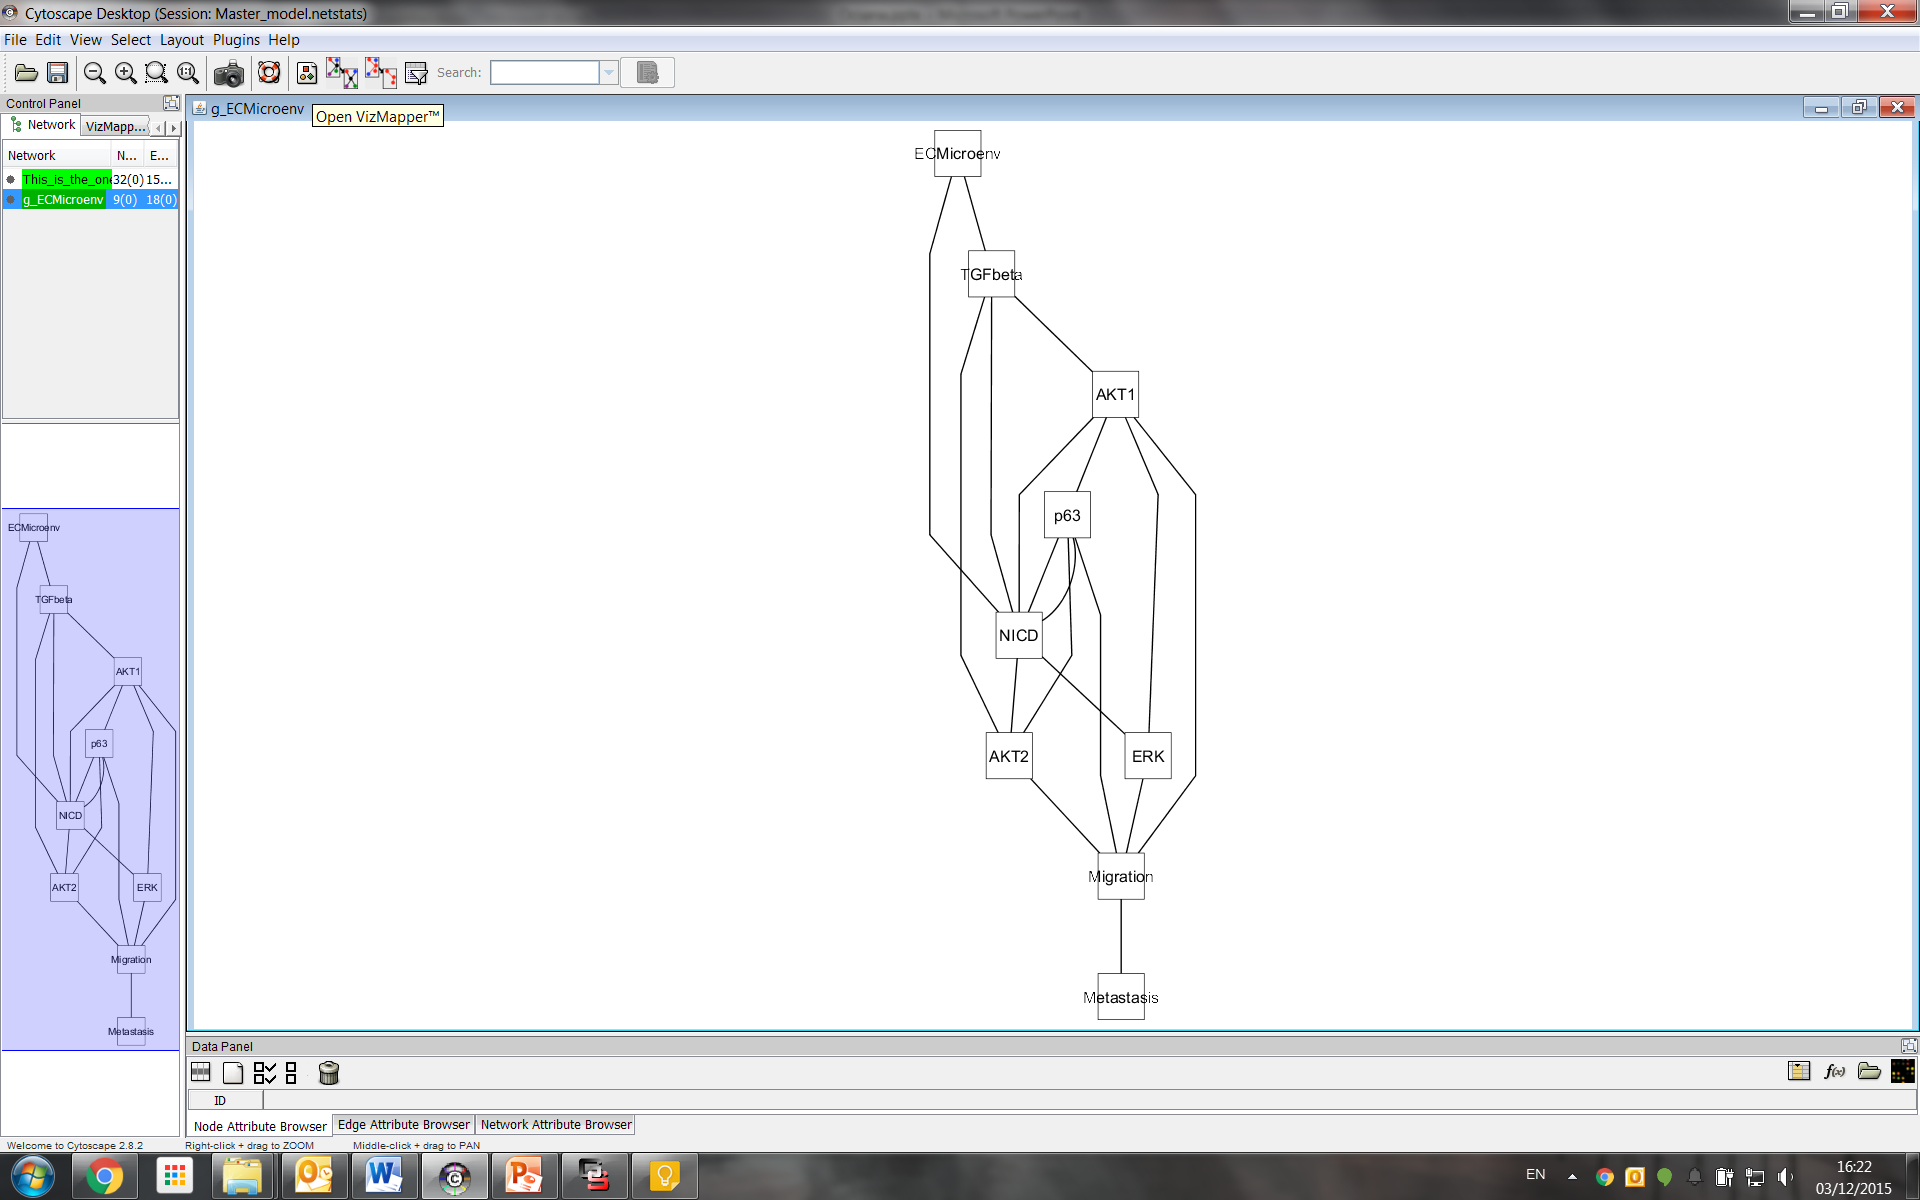 Cytoscape Desktop (Session: Master_model.netstats)
File Edit View Select Layout Plugins Help
Search:
Control Panel
Network VizMapp...
g_ECMicroenv
Open VizMapper™
Network N... E...
This_is_the_one 32(0) 15...
g_ECMicroenv 9(0) 18(0)
ECMicroenv
TGFbeta
AKT1
p63
NICD
AKT2
ERK
Migration
Metastasis
ECMicroenv
TGFbeta
AKT1
p63
NICD
AKT2 ERK
Migration
Metastasis
Data Panel
f(x)
ID
Node Attribute Browser Edge Attribute Browser Network Attribute Browser
Welcome to Cytoscape 2.8.2 Right-click + drag to ZOOM Middle-click + drag to PAN
EN
16:22
03/12/2015